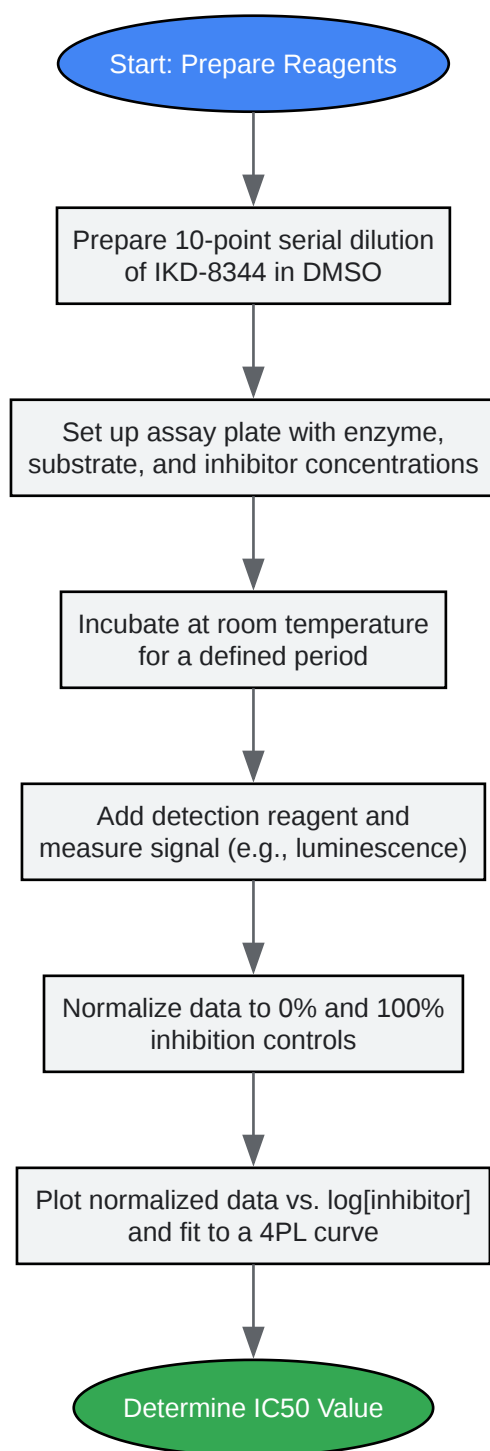 Start: Prepare Reagents
Prepare 10-point serial dilution
of IKD-8344 in DMSO
Set up assay plate with enzyme,
substrate, and inhibitor concentrations
Incubate at room temperature
for a defined period
Add detection reagent and
measure signal (e.g., luminescence)
Normalize data to 0% and 100%
inhibition controls
Plot normalized data vs. log[inhibitor]
and fit to a 4PL curve
Determine IC50 Value